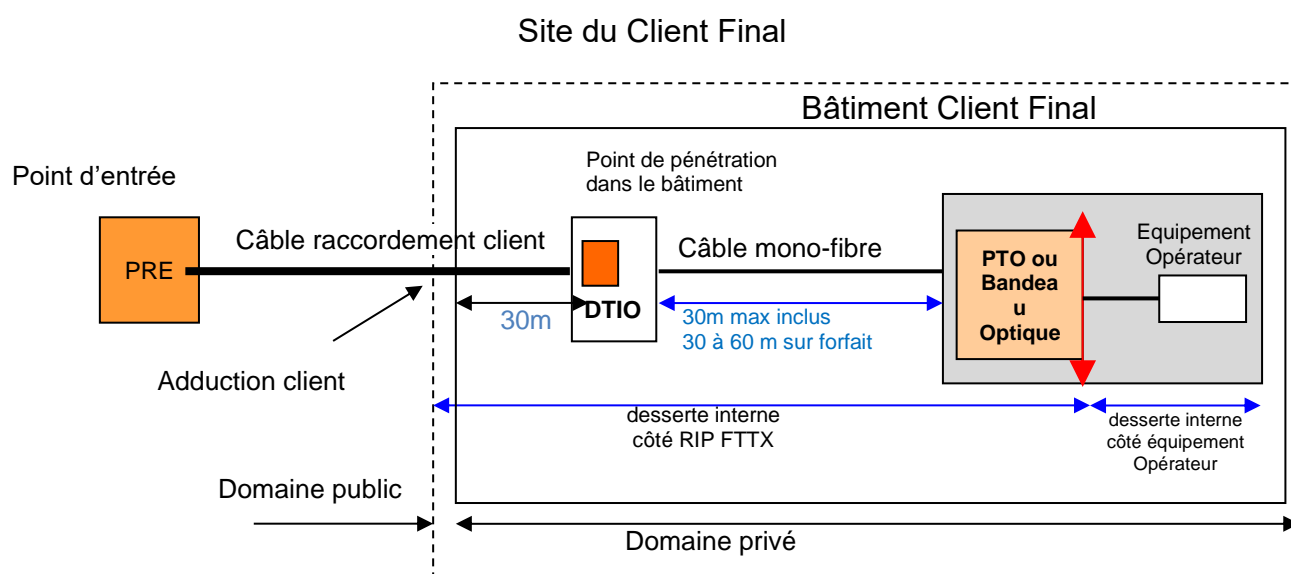 Site du Client Final
Bâtiment Client Final
Point de pénétration
dans le bâtiment
Point d’entrée
PRE
Câble raccordement client
DTIO
30m
Câble mono-fibre
30m max inclus
30 à 60 m sur forfait
PTO ou
Bandea
u
Optique
Equipement
Opérateur
Adduction client
desserte interne
côté RIP FTTX
desserte interne
côté équipement
Opérateur
Domaine public
Domaine privé